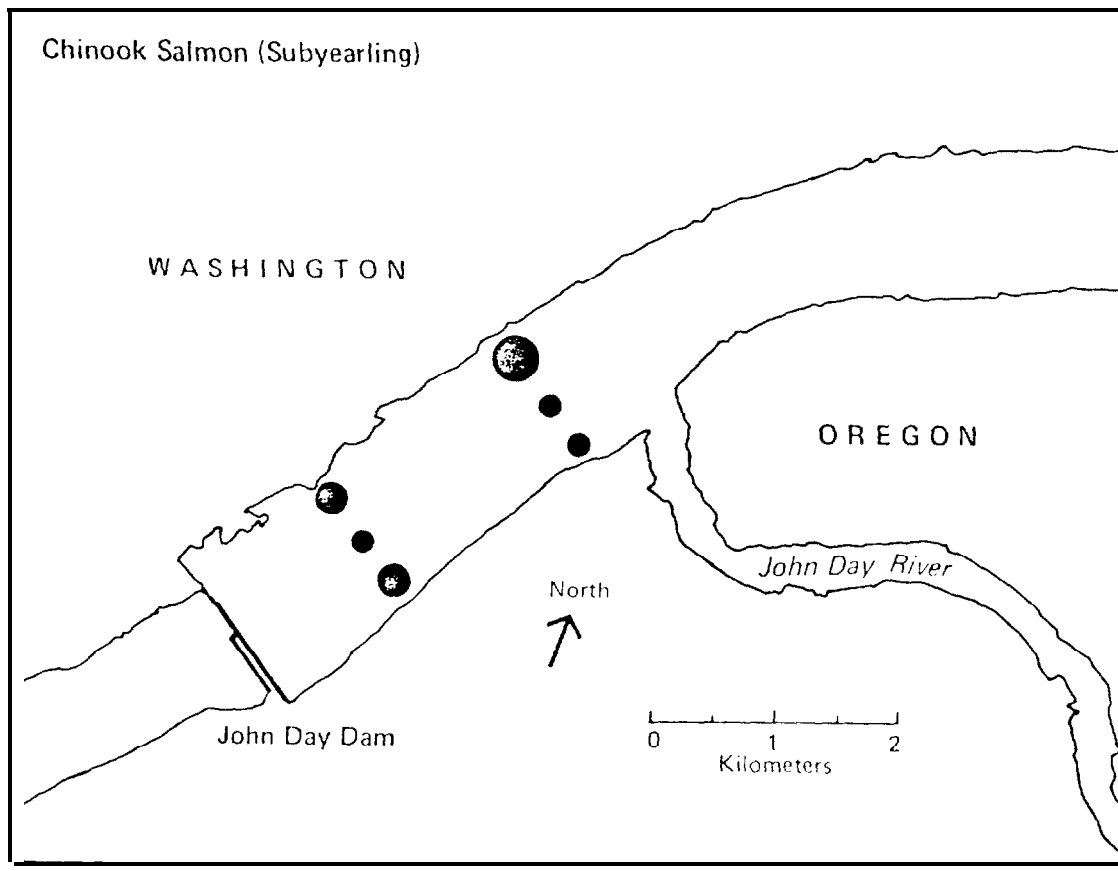 Chinook Salmon (Subyearling)
WASHINGTON
OREGON
John Day River
North
John Day Dam
0 1 2
Kilometers